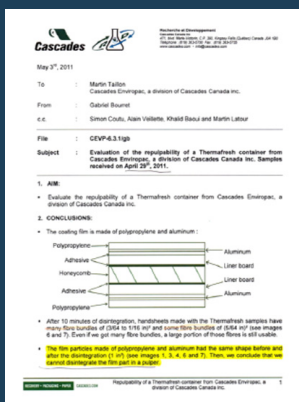 Cascades
Recherche et Développement
May 3rd, 2011
To : Martin Taillon
Cascades Enviropac, a division of Cascades Canada inc.
From : Gabriel Bourret
c.c : Simon Coutu, Alain Veillette, Khalil Baoui and Martin Latour
File : CEVP-6.3.1/gb
Subject : Evaluation of the repulpability of a Thermafresh container from
Cascades Enviropac, a division of Cascades Canada inc. Samples
received on April 29th, 2011.
1. AIM:
• Evaluate the repulpability of a Thermafresh container from Cascades Enviropac, a
division of Cascades Canada inc.
2. CONCLUSIONS:
• The coating film is made of polypropylene and aluminum :
Polypropylene
Adhesive
Honeycomb
Adhesive
Polypropylene
Aluminum
Liner board
Liner board
Aluminum
• After 10 minutes of disintegration, handsheets made with the Thermafresh samples have
many fibre bundles of (3/64 to 1/16 in)² and some fibre bundles of (5/64 in)² (see images
6 and 7). Even if we got many fibre bundles, a large portion of those fibres is still usable.
• The film particles made of polypropylene and aluminum had the same shape before and
after the disintegration (1 in²) (see images 1, 3, 4, 6 and 7). Then, we conclude that we
cannot disintegrate the film part in a pulper.
Repulpability of a Thermafresh container from Cascades Enviropac, a
division of Cascades Canada inc.
1